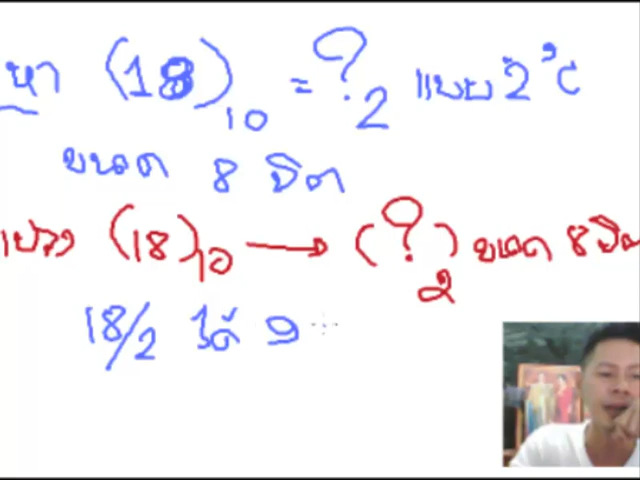 หา (18)10 = ?2 แบบ 2'c
ขนาด 8 บิต
แปลง (18)10 → (?)2 ขนาด 8 บิต
18/2 ได้ 9